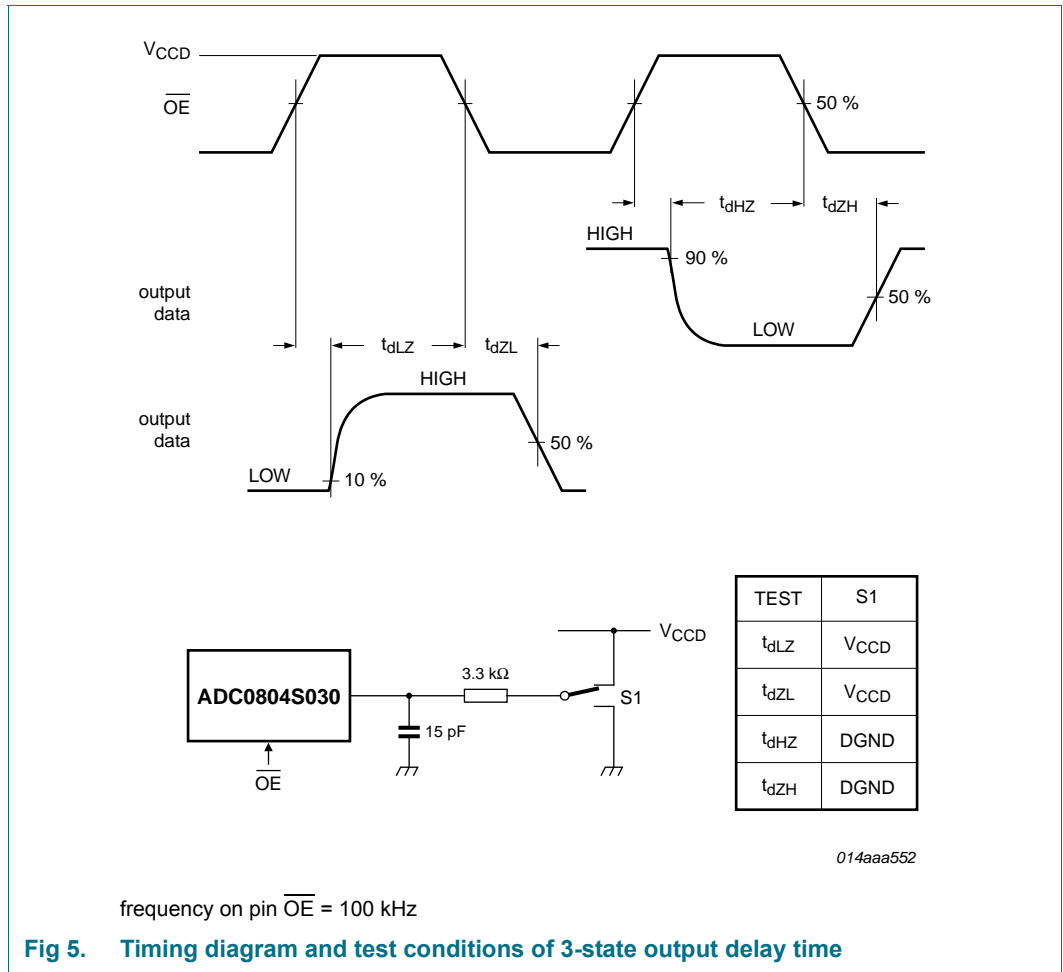 VCCD
OE
50 %
tdHZ
tdZH
HIGH
90 %
output
data
50 %
LOW
tdLZ
tdZL
HIGH
output
data
50 %
LOW
10 %
VCCD
3.3 kΩ
ADC0804S030
S1
15 pF
OE
TEST S1
tdLZ VCCD
tdZL VCCD
tdHZ DGND
tdZH DGND
014aaa552
frequency on pin OE = 100 kHz
Fig 5. Timing diagram and test conditions of 3-state output delay time